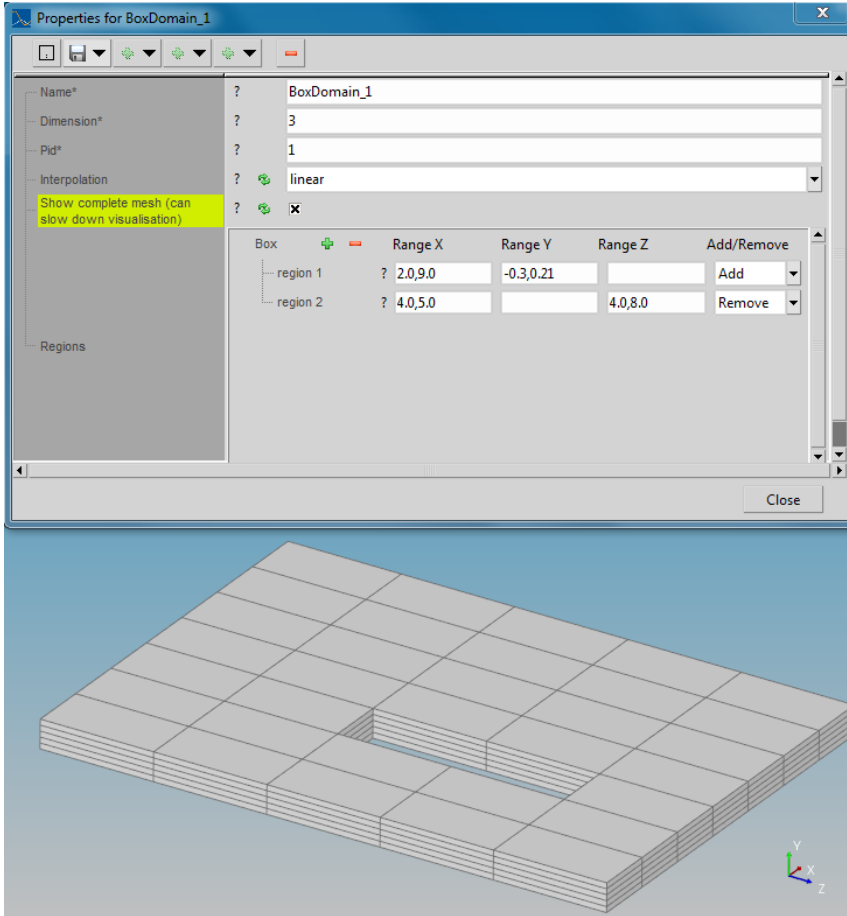 Properties for BoxDomain_1
x
Name* ? BoxDomain_1
Dimension* ? 3
Pid* ? 1
Interpolation ? linear
Show complete mesh (can
slow down visualisation) ?
Box Range X Range Y Range Z Add/Remove
region 1 ? 2.0,9.0 -0.3,0.21 Add
region 2 ? 4.0,5.0 4.0,8.0 Remove
Regions
Close
Y
X
Z